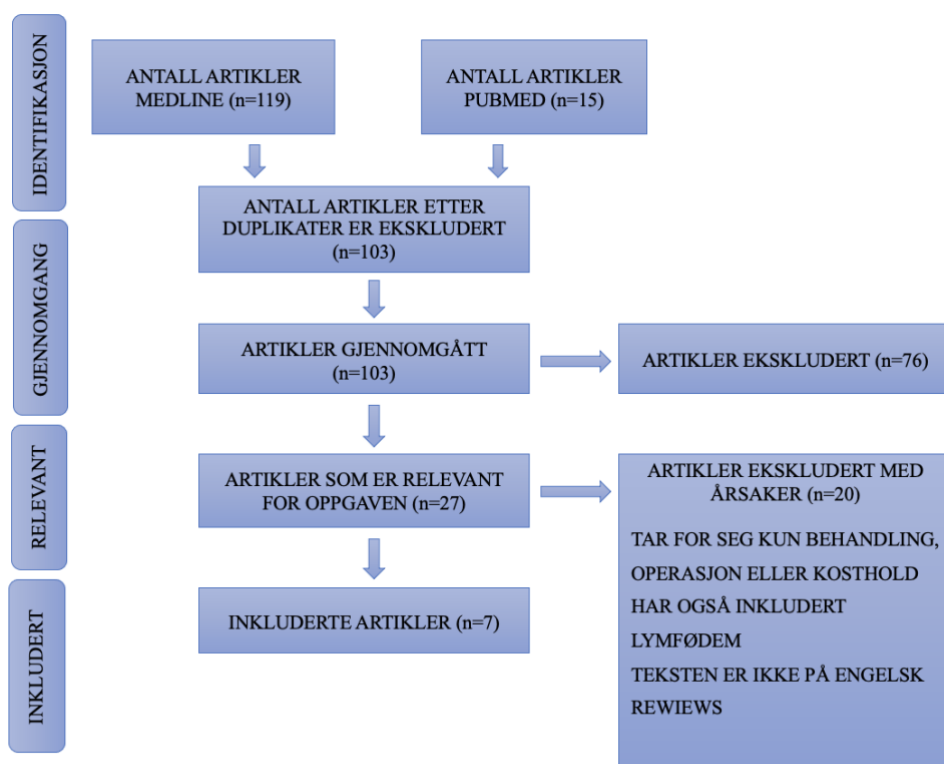 IDENTIFIKASJON
ANTALL ARTIKLER
MEDLINE (n=119)
ANTALL ARTIKLER
PUBMED (n=15)
ANTALL ARTIKLER ETTER
DUPLIKATER ER EKSKLUDERT
(n=103)
GJENNOMGANG
ARTIKLER GJENNOMGÅTT
(n=103)
ARTIKLER EKSKLUDERT (n=76)
RELEVANT
ARTIKLER SOM ER RELEVANT
FOR OPPGAVEN (n=27)
ARTIKLER EKSKLUDERT MED
ÅRSAKER (n=20)
TAR FOR SEG KUN BEHANDLING,
OPERASJON ELLER KOSTHOLD
HAR OGSÅ INKLUDERT
LYMFØDEM
TEKSTEN ER IKKE PÅ ENGELSK
REWIEWS
INKLUDERT
INKLUDERTE ARTIKLER (n=7)